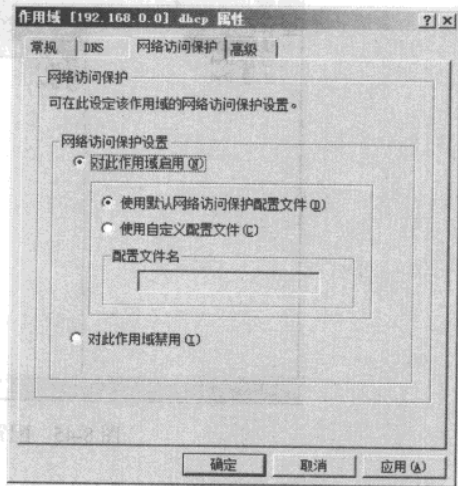 作用域 [192.168.0.0] dhcp 属性
常规 DNS 网络访问保护 高级
网络访问保护
可在此设定该作用域的网络访问保护设置。
网络访问保护设置
对此作用域启用(N)
使用默认网络访问保护配置文件(D)
使用自定义配置文件(C)
配置文件名
对此作用域禁用(I)
确定 取消 应用(A)